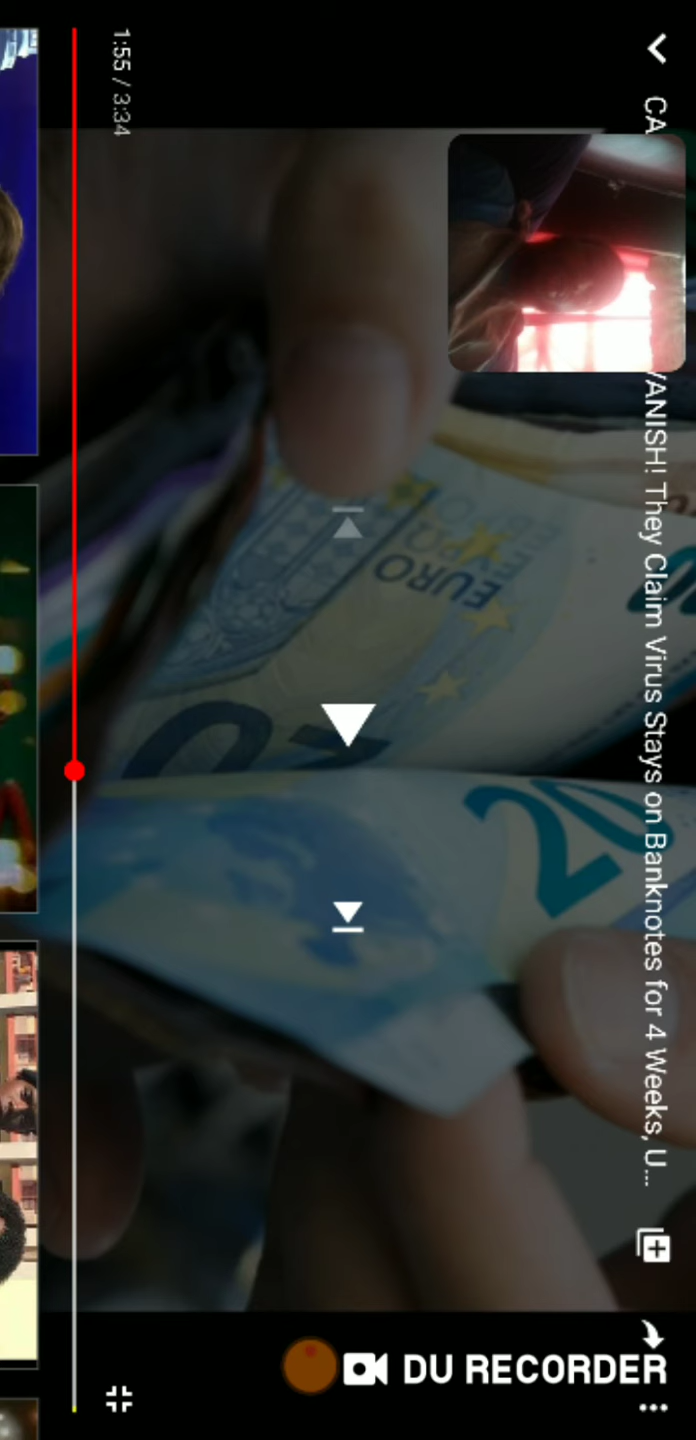 CA
VANISH! They Claim Virus Stays on Banknotes for 4 Weeks, U...
EURO
20
20
1:55 / 3:34
DU RECORDER